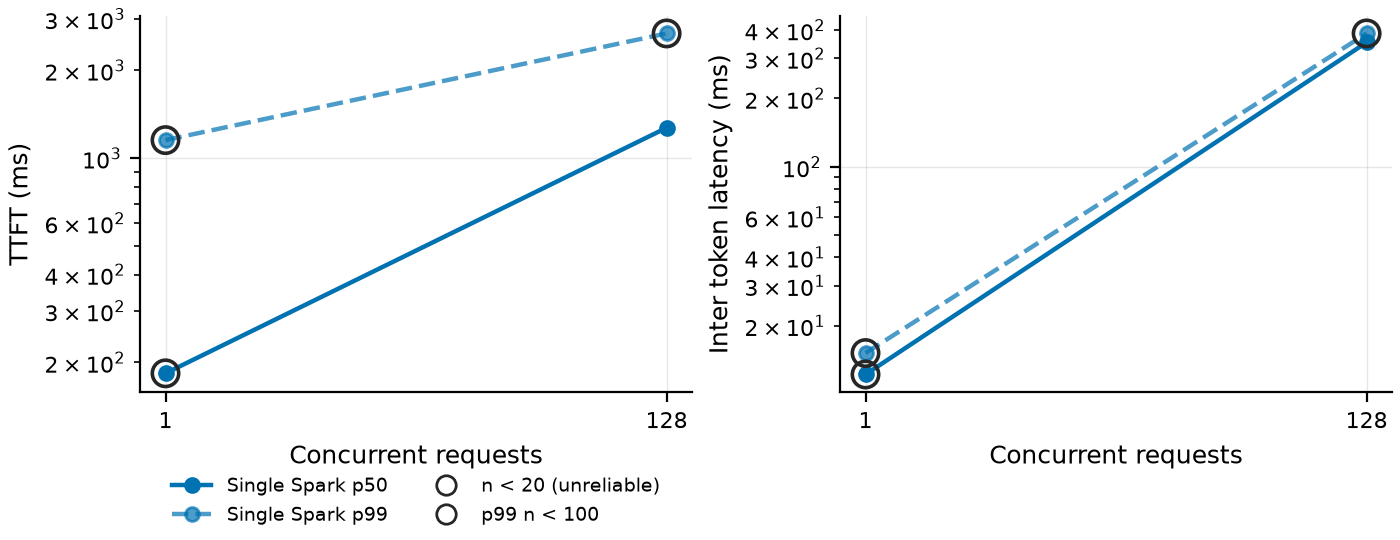 TTFT (ms)
3 × 10³
2 × 10³
10³
6 × 10²
4 × 10²
3 × 10²
2 × 10²
1
128
Concurrent requests
Inter token latency (ms)
4 × 10²
3 × 10²
2 × 10²
10²
6 × 10¹
4 × 10¹
3 × 10¹
2 × 10¹
1
128
Concurrent requests
Single Spark p50
Single Spark p99
n < 20 (unreliable)
p99 n < 100